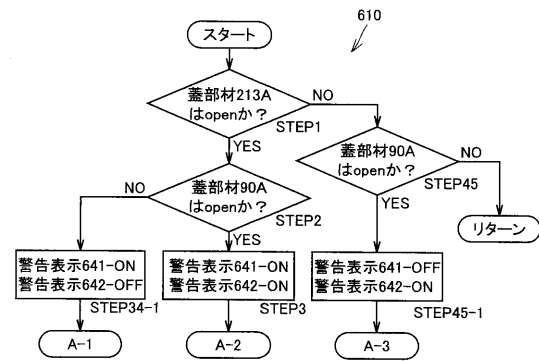 610
スタート
蓋部材213A
はopenか？
STEP1
NO
YES
蓋部材90A
はopenか？
STEP2
NO
YES
蓋部材90A
はopenか？
STEP45
NO
YES
リターン
警告表示641-ON
警告表示642-OFF
STEP34-1
警告表示641-ON
警告表示642-ON
STEP3
警告表示641-OFF
警告表示642-ON
STEP45-1
A-1
A-2
A-3